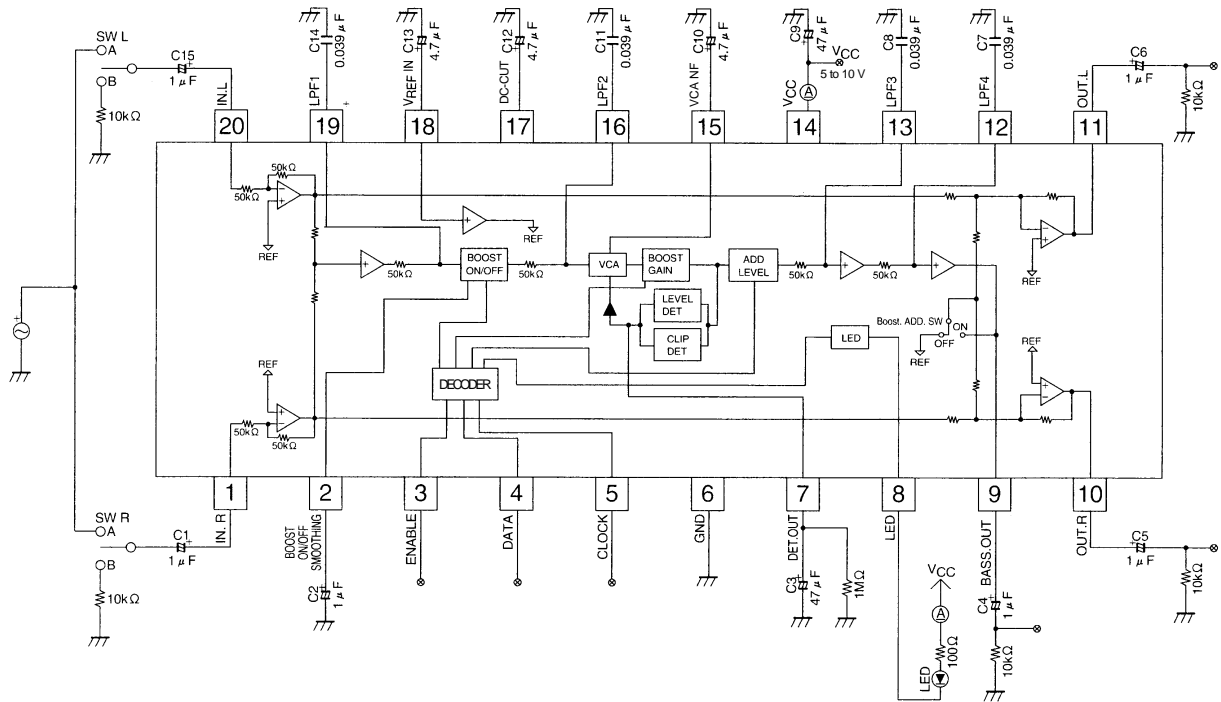 SW L
A
B
10kΩ
C15
+
1 μF
IN.L
C14
0.039 μF
LPF1
+
C13
+
4.7 μF
VREF IN
C12
+
4.7 μF
DC-CUT
C11
0.039 μF
LPF2
C10
+
4.7 μF
VCA NF
C9
+
47 μF
VCC
5 to 10 V
A
VCC
C8
0.039 μF
LPF3
C7
0.039 μF
LPF4
C6
+
1 μF
OUT.L
10kΩ
20
19
18
17
16
15
14
13
12
11
50kΩ
50kΩ
−
+
REF
+
REF
+
50kΩ
BOOST
ON/OFF
50kΩ
VCA
BOOST
GAIN
ADD
LEVEL
50kΩ
+
50kΩ
+
−
+
REF
LEVEL
DET
CLIP
DET
LED
Boost. ADD. SW
ON
OFF
REF
REF
DECODER
REF
+
−
50kΩ
50kΩ
+
−
+
1
2
3
4
5
6
7
8
9
10
SW R
A
B
10kΩ
C1
+
1 μF
IN. R
BOOST
ON/OFF
SMOOTHING
C2
+
1 μF
ENABLE
DATA
CLOCK
GND
DET.OUT
C3
+
47 μF
1MΩ
LED
VCC
A
100Ω
LED
BASS.OUT
C4
+
1 μF
10kΩ
OUT.R
C5
+
1 μF
10kΩ